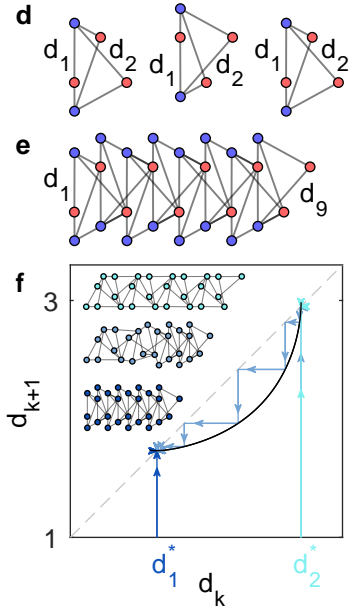 d
d₁ d₂ d₁ d₂ d₁ d₂
e
d₁ d₉
f
3
dₖ₊₁
1
d₁* d₂*
dₖ